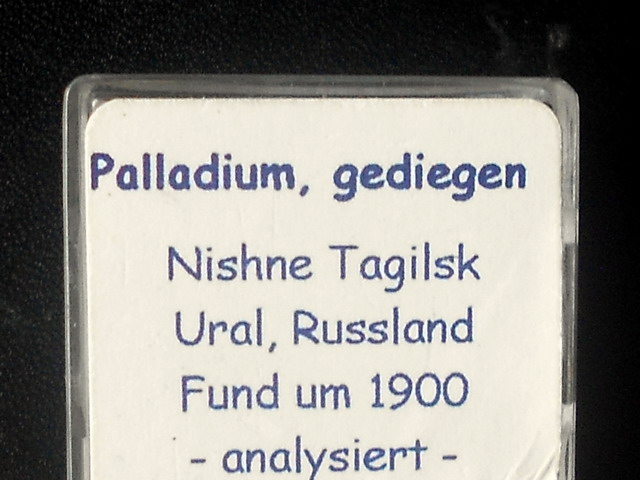 Palladium, gediegen
Nishne Tagilsk
Ural, Russland
Fund um 1900
- analysiert -